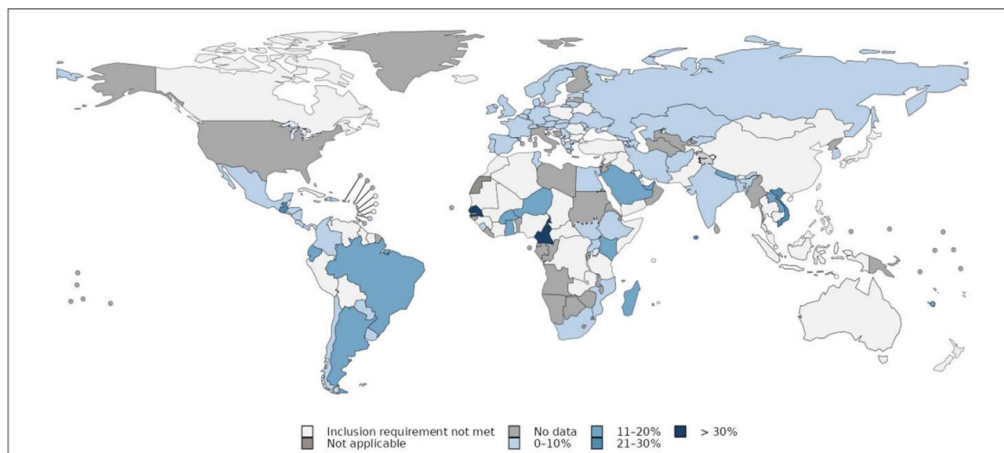 Inclusion requirement not met
Not applicable
No data
0–10%
11–20%
21–30%
> 30%